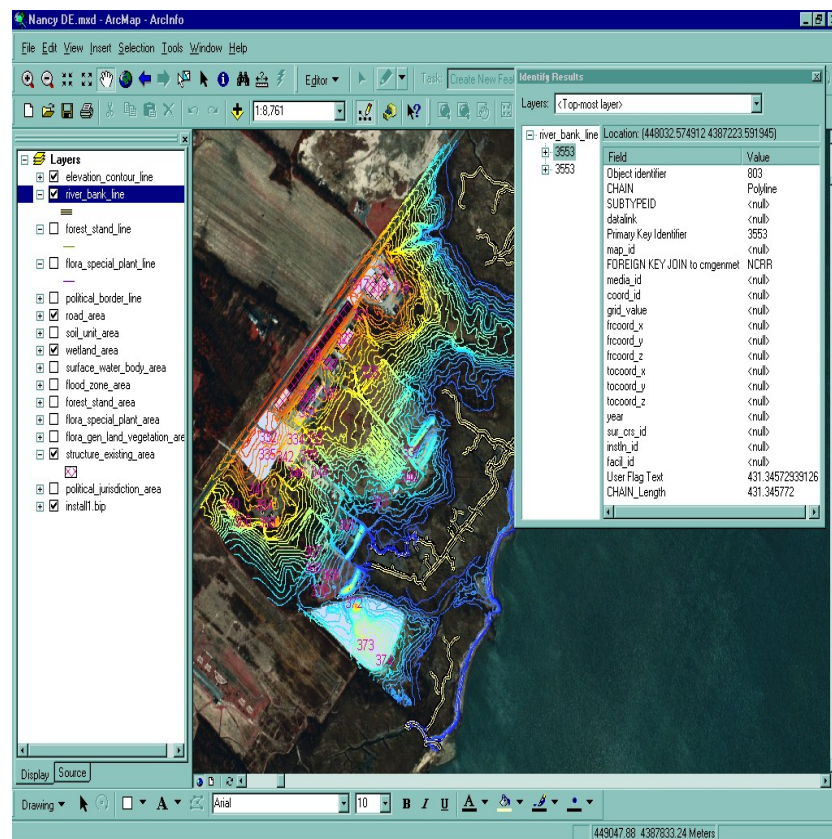 Nancy DE.mxd - ArcMap - ArcInfo
File Edit View Insert Selection Tools Window Help
Editor
Task: Create New Fea
1:8,761
Identify Results
Layers: <Top-most layer>
river_bank_line
3553
3553
Location: (448032.574912 4387223.591945)
Field Value
Object identifier 803
CHAIN Polyline
SUBTYPEID <null>
datalink <null>
Primary Key Identifier 3553
map_id <null>
FOREIGN KEY JOIN to cmgenmet NCRR
media_id <null>
coord_id <null>
grid_value <null>
frcoord_x <null>
frcoord_y <null>
frcoord_z <null>
tocoord_x <null>
tocoord_y <null>
tocoord_z <null>
year <null>
sur_crs_id <null>
instln_id <null>
facil_id <null>
User Flag Text 431.34572939126
CHAIN_Length 431.345772
Layers
elevation_contour_line
river_bank_line
forest_stand_line
flora_special_plant_line
political_border_line
road_area
soil_unit_area
wetland_area
surface_water_body_area
flood_zone_area
forest_stand_area
flora_special_plant_area
flora_gen_land_vegetation_are
structure_existing_area
political_jurisdiction_area
install1.bip
334
335
342
372
373
Display Source
Drawing A Arial 10 B I U A
449047.88 4387833.24 Meters